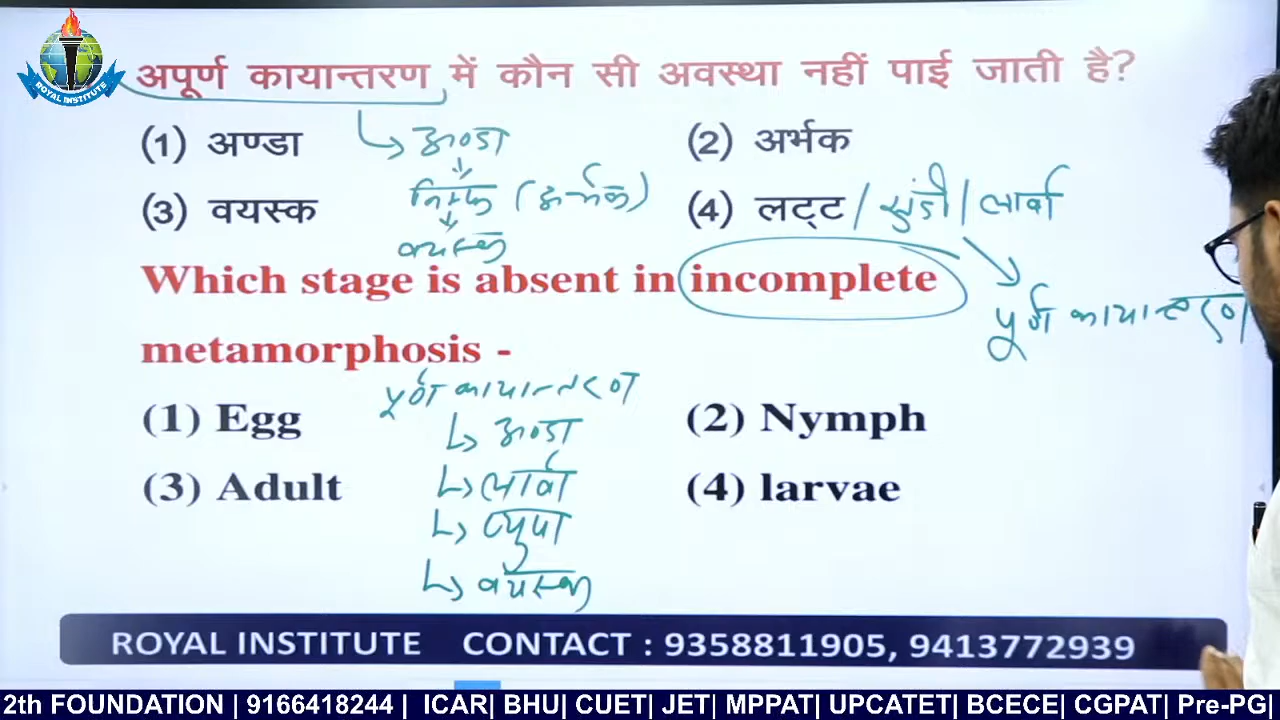 ROYAL INSTITUTE
अपूर्ण कायान्तरण में कौन सी अवस्था नहीं पाई जाती है?
(1) अण्डा → अण्डा (2) अर्भक
निम्फ (अर्भक)
(3) वयस्क (4) लट्ट / सुंडी / लार्वा
वयस्क
Which stage is absent in incomplete
पूर्ण कायान्तरण
metamorphosis -
पूर्ण कायान्तरण
(1) Egg (2) Nymph
अण्डा
(3) Adult (4) larvae
लार्वा
प्यूपा
वयस्क
ROYAL INSTITUTE CONTACT : 9358811905, 9413772939
2th FOUNDATION | 9166418244 | ICAR| BHU| CUET| JET| MPPAT| UPCATET| BCECE| CGPAT| Pre-PG|